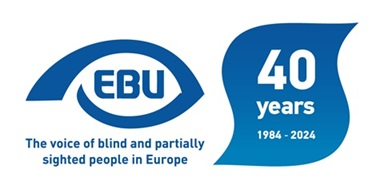 EBU
The voice of blind and partially
sighted people in Europe
40
years
1984 - 2024